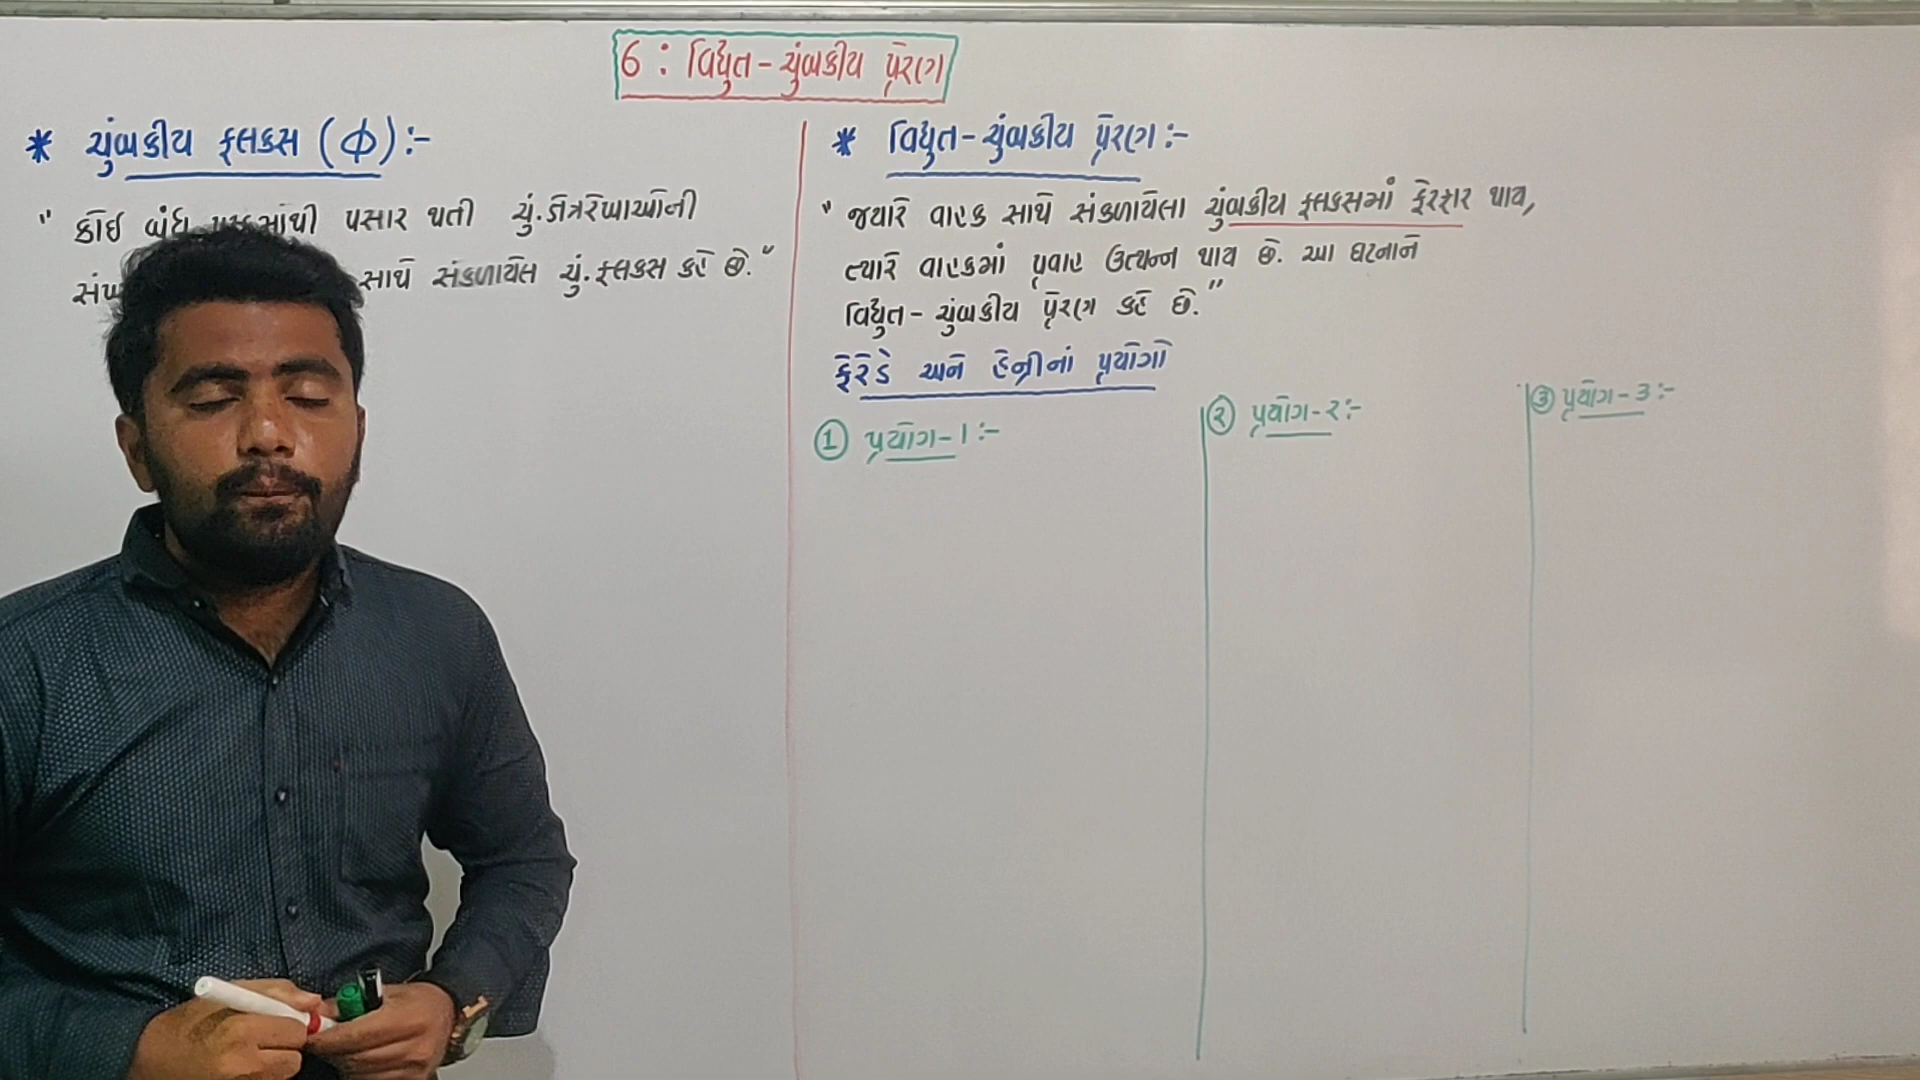 6 : વિદ્યુત - ચુંબકીય પ્રેરણ
* ચુંબકીય ફ્લક્સ (Φ) :-
" કોઈ બંધ પસાર થતી ચું.ક્ષેત્રરેખાઓની
સાથે સંકળાયેલ ચું. ફ્લક્સ કહે છે."
* વિદ્યુત - ચુંબકીય પ્રેરણ :-
" જ્યારે વાહક સાથે સંકળાયેલા ચુંબકીય ફ્લક્સમાં ફેરફાર થાય,
ત્યારે વાહકમાં પ્રવાહ ઉત્પન્ન થાય છે. આ ઘટનાને
વિદ્યુત - ચુંબકીય પ્રેરણ કહે છે."
ફેરેડે અને હેન્રીનાં પ્રયોગો
① પ્રયોગ - 1 :-
② પ્રયોગ - ૨ :-
③ પ્રયોગ - 3 :-